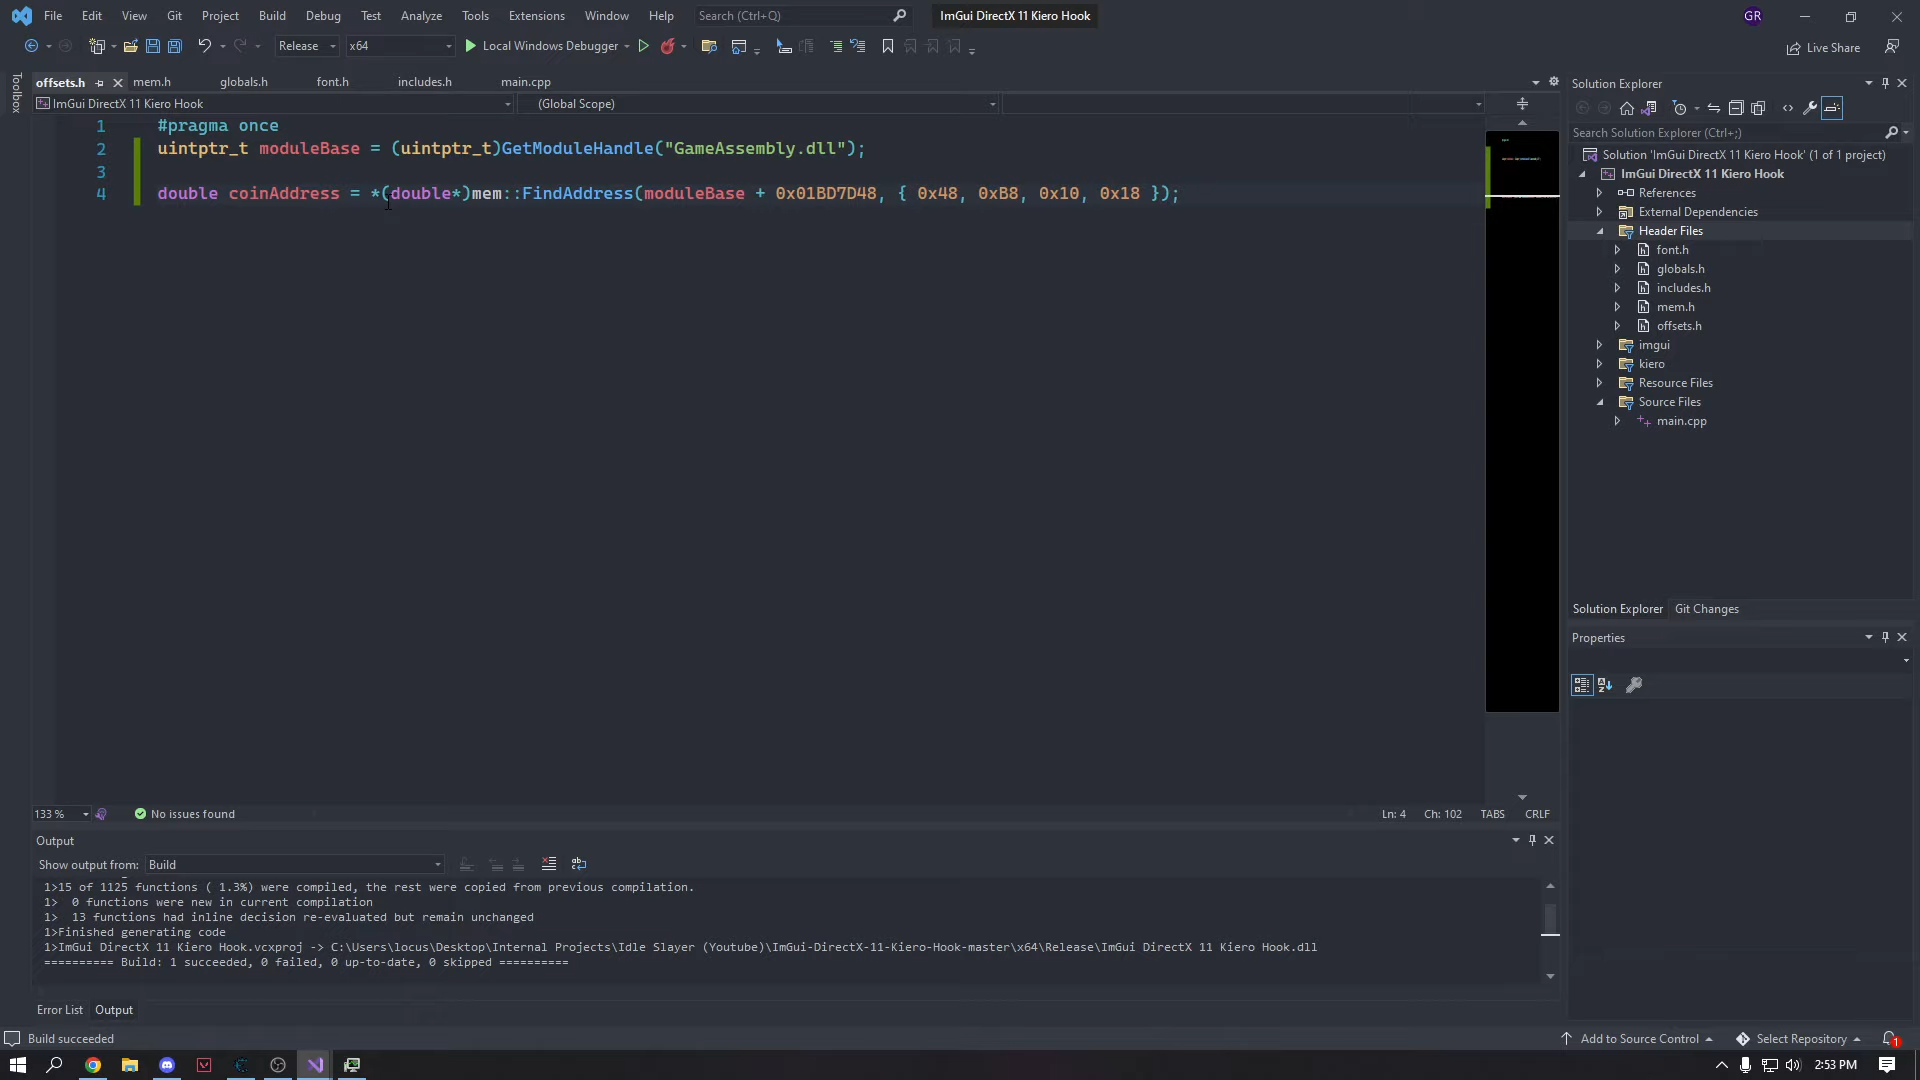 File Edit View Git Project Build Debug Test Analyze Tools Extensions Window Help Search (Ctrl+Q) ImGui DirectX 11 Kiero Hook GR
Release x64 Local Windows Debugger Live Share
Toolbox
offsets.h mem.h globals.h font.h includes.h main.cpp
ImGui DirectX 11 Kiero Hook (Global Scope)
1 #pragma once
2 uintptr_t moduleBase = (uintptr_t)GetModuleHandle("GameAssembly.dll");
3
4 double coinAddress = *(double*)mem::FindAddress(moduleBase + 0x01BD7D48, { 0x48, 0xB8, 0x10, 0x18 });
133 % No issues found Ln: 4 Ch: 102 TABS CRLF
Output
Show output from: Build
1>15 of 1125 functions ( 1.3%) were compiled, the rest were copied from previous compilation.
1>  0 functions were new in current compilation
1>  13 functions had inline decision re-evaluated but remain unchanged
1>Finished generating code
1>ImGui DirectX 11 Kiero Hook.vcxproj -> C:\Users\locus\Desktop\Internal Projects\Idle Slayer (Youtube)\ImGui-DirectX-11-Kiero-Hook-master\x64\Release\ImGui DirectX 11 Kiero Hook.dll
========== Build: 1 succeeded, 0 failed, 0 up-to-date, 0 skipped ==========
Error List Output
Solution Explorer
Search Solution Explorer (Ctrl+;)
Solution 'ImGui DirectX 11 Kiero Hook' (1 of 1 project)
ImGui DirectX 11 Kiero Hook
References
External Dependencies
Header Files
font.h
globals.h
includes.h
mem.h
offsets.h
imgui
kiero
Resource Files
Source Files
main.cpp
Solution Explorer Git Changes
Properties
Build succeeded Add to Source Control Select Repository 1
2:53 PM